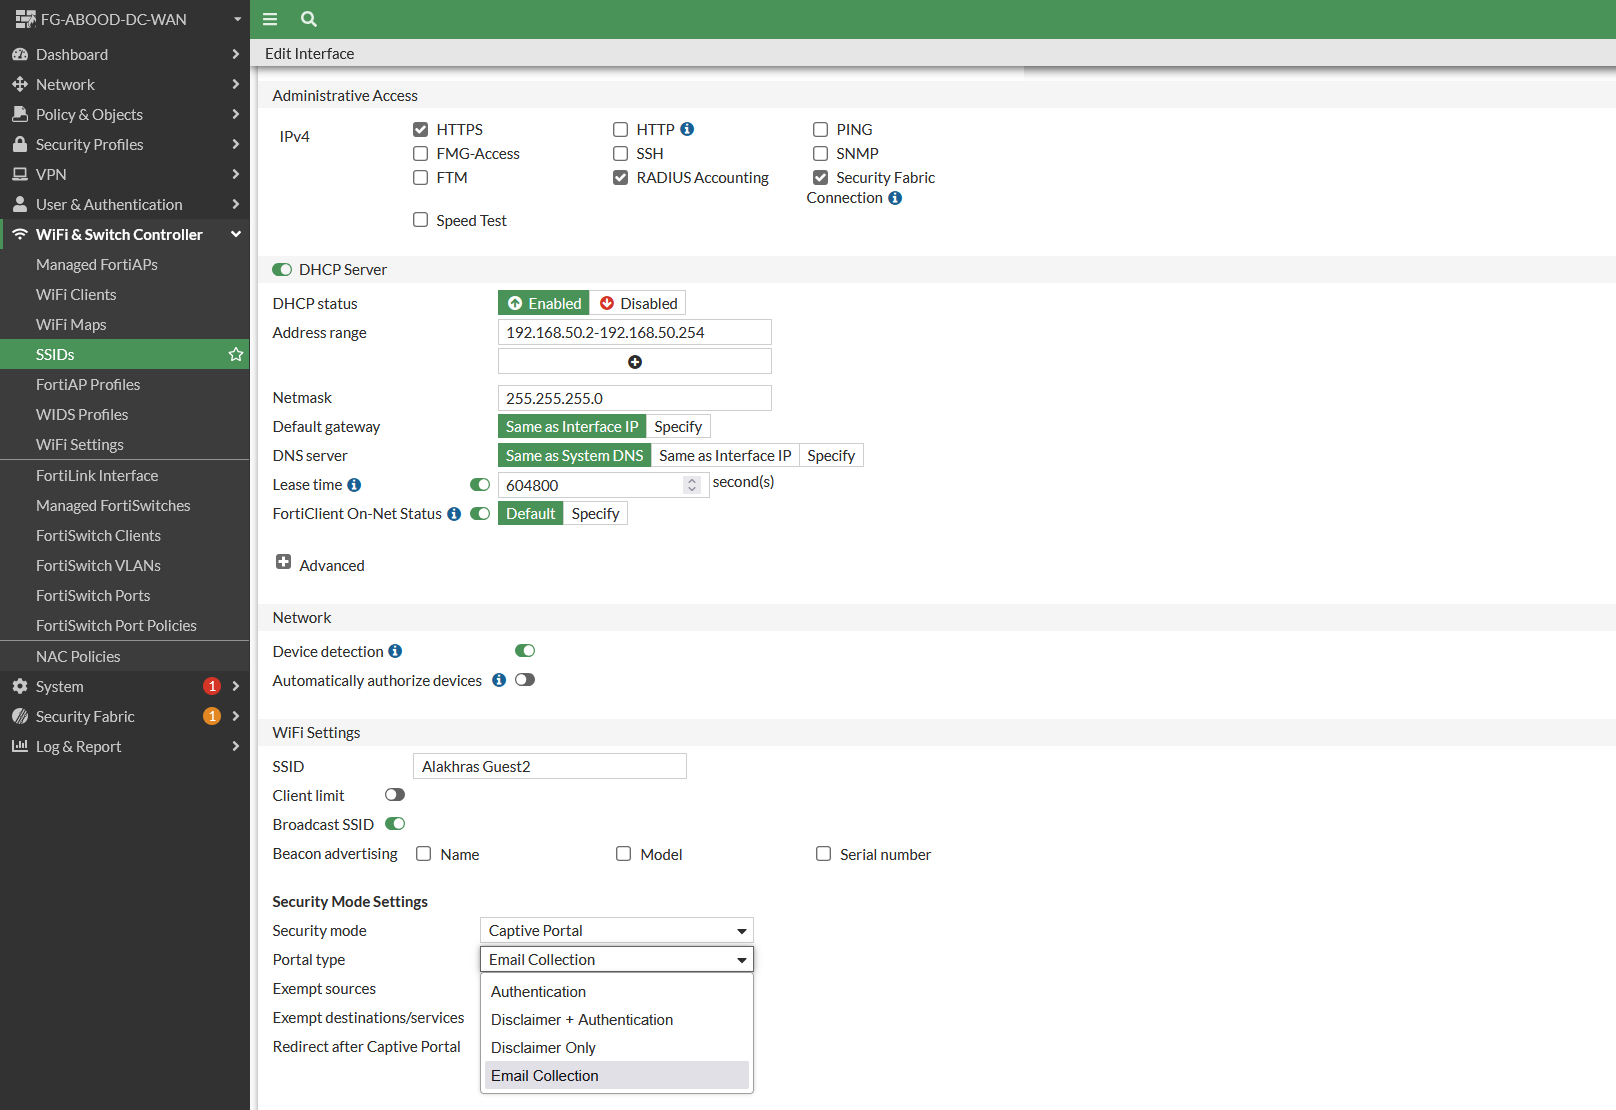 FG-ABOOD-DC-WAN
Dashboard
Network
Policy & Objects
Security Profiles
VPN
User & Authentication
WiFi & Switch Controller
Managed FortiAPs
WiFi Clients
WiFi Maps
SSIDs
FortiAP Profiles
WIDS Profiles
WiFi Settings
FortiLink Interface
Managed FortiSwitches
FortiSwitch Clients
FortiSwitch VLANs
FortiSwitch Ports
FortiSwitch Port Policies
NAC Policies
System 1
Security Fabric 1
Log & Report
Edit Interface
Administrative Access
IPv4
HTTPS HTTP PING
FMG-Access SSH SNMP
FTM RADIUS Accounting Security Fabric
Connection
Speed Test
DHCP Server
DHCP status Enabled Disabled
Address range 192.168.50.2-192.168.50.254
Netmask 255.255.255.0
Default gateway Same as Interface IP Specify
DNS server Same as System DNS Same as Interface IP Specify
Lease time 604800 second(s)
FortiClient On-Net Status Default Specify
Advanced
Network
Device detection
Automatically authorize devices
WiFi Settings
SSID Alakhras Guest2
Client limit
Broadcast SSID
Beacon advertising Name Model Serial number
Security Mode Settings
Security mode Captive Portal
Portal type Email Collection
Exempt sources
Exempt destinations/services
Redirect after Captive Portal
Authentication
Disclaimer + Authentication
Disclaimer Only
Email Collection